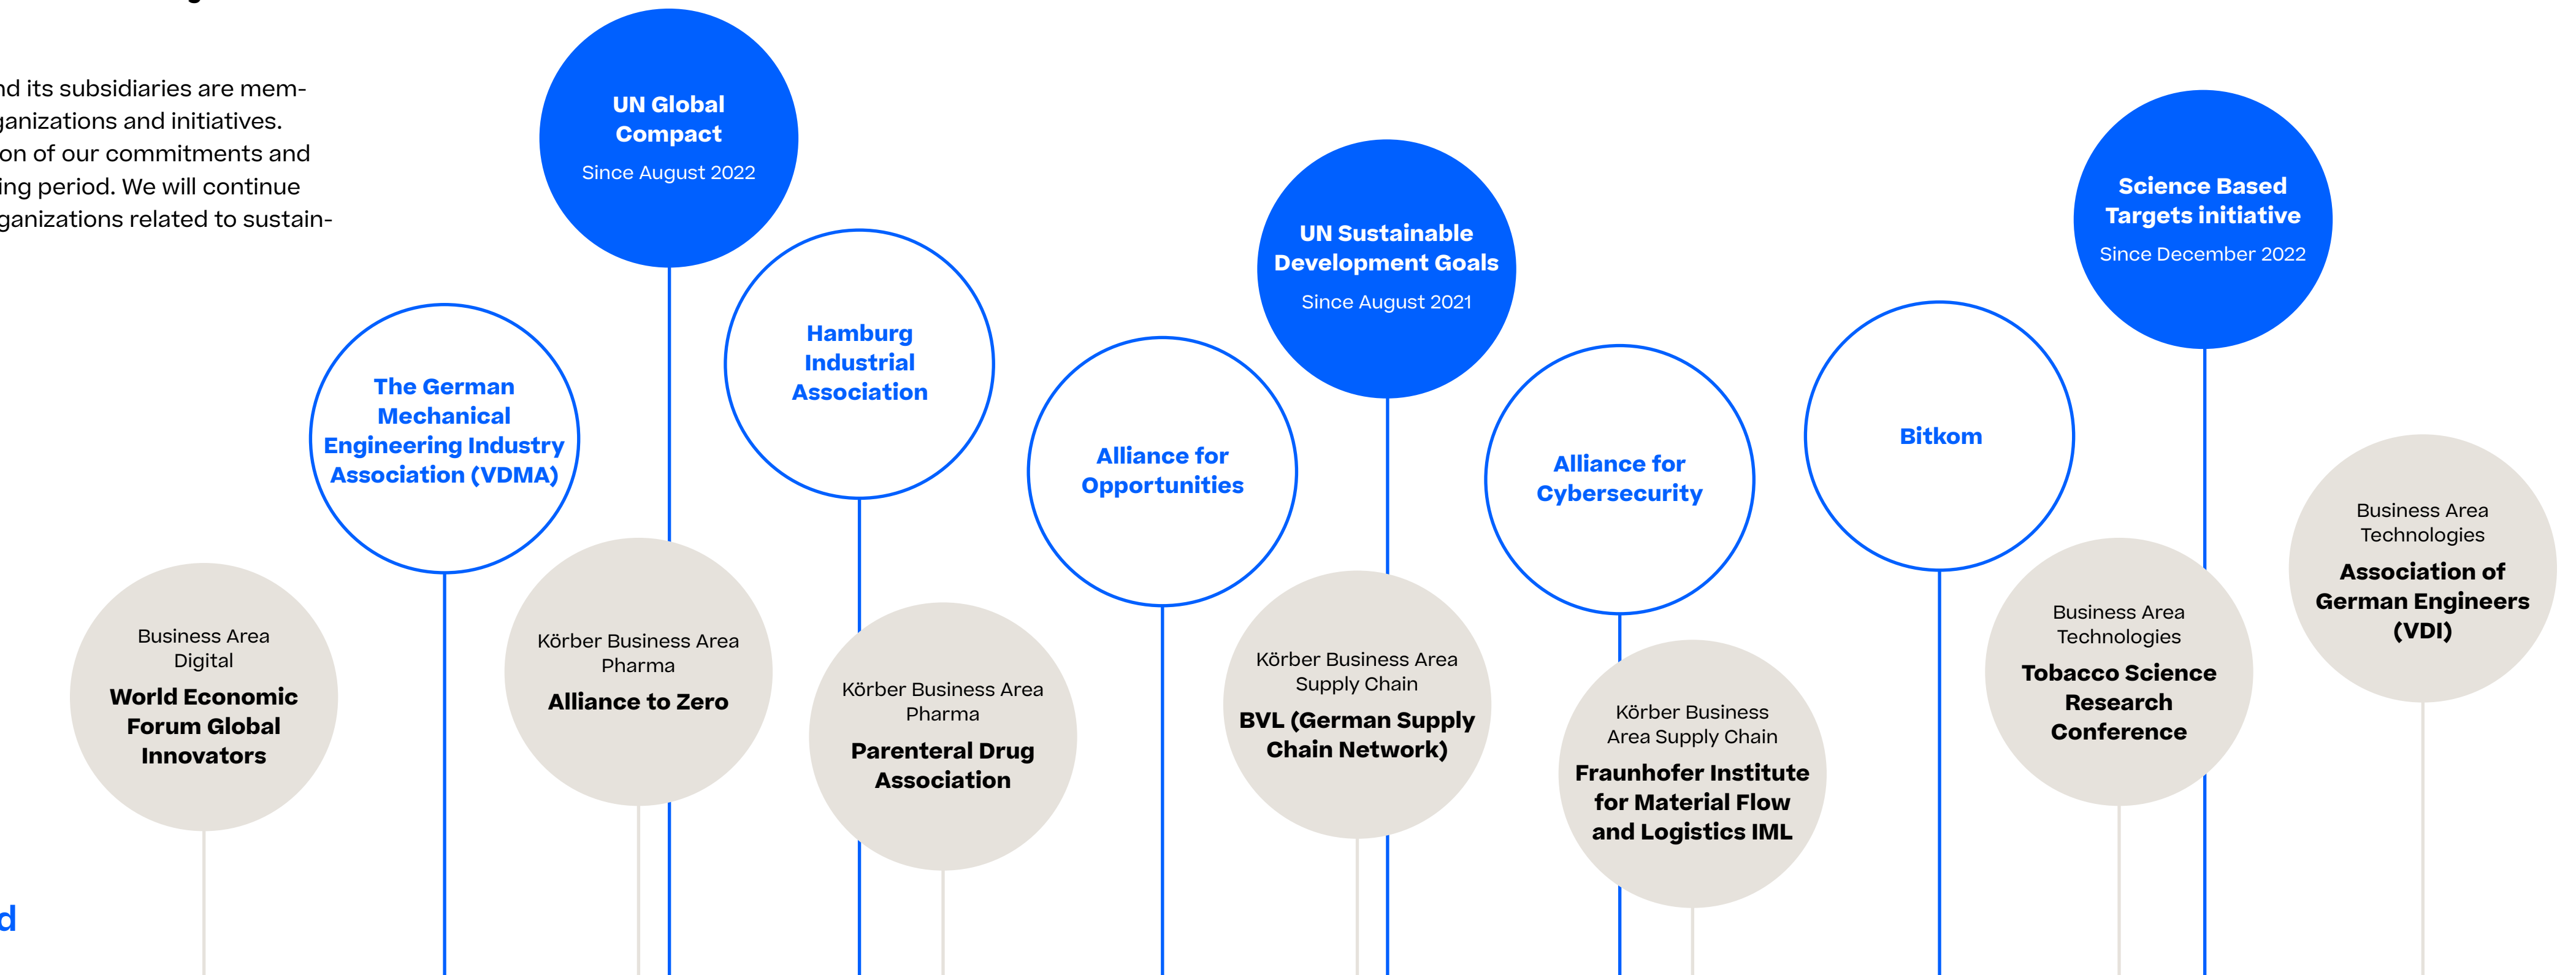 nd its subsidiaries are mem-
ganizations and initiatives.
on of our commitments and
ing period. We will continue
ganizations related to sustain-
UN Global
Compact
Since August 2022
Science Based
Targets initiative
Since December 2022
UN Sustainable
Development Goals
Since August 2021
Hamburg
Industrial
Association
The German
Mechanical
Engineering Industry
Association (VDMA)
Alliance for
Opportunities
Alliance for
Cybersecurity
Bitkom
Business Area
Technologies
Association of
German Engineers
(VDI)
Business Area
Digital
World Economic
Forum Global
Innovators
Körber Business Area
Pharma
Alliance to Zero
Körber Business Area
Pharma
Parenteral Drug
Association
Körber Business Area
Supply Chain
BVL (German Supply
Chain Network)
Körber Business
Area Supply Chain
Fraunhofer Institute
for Material Flow
and Logistics IML
Business Area
Technologies
Tobacco Science
Research
Conference
d